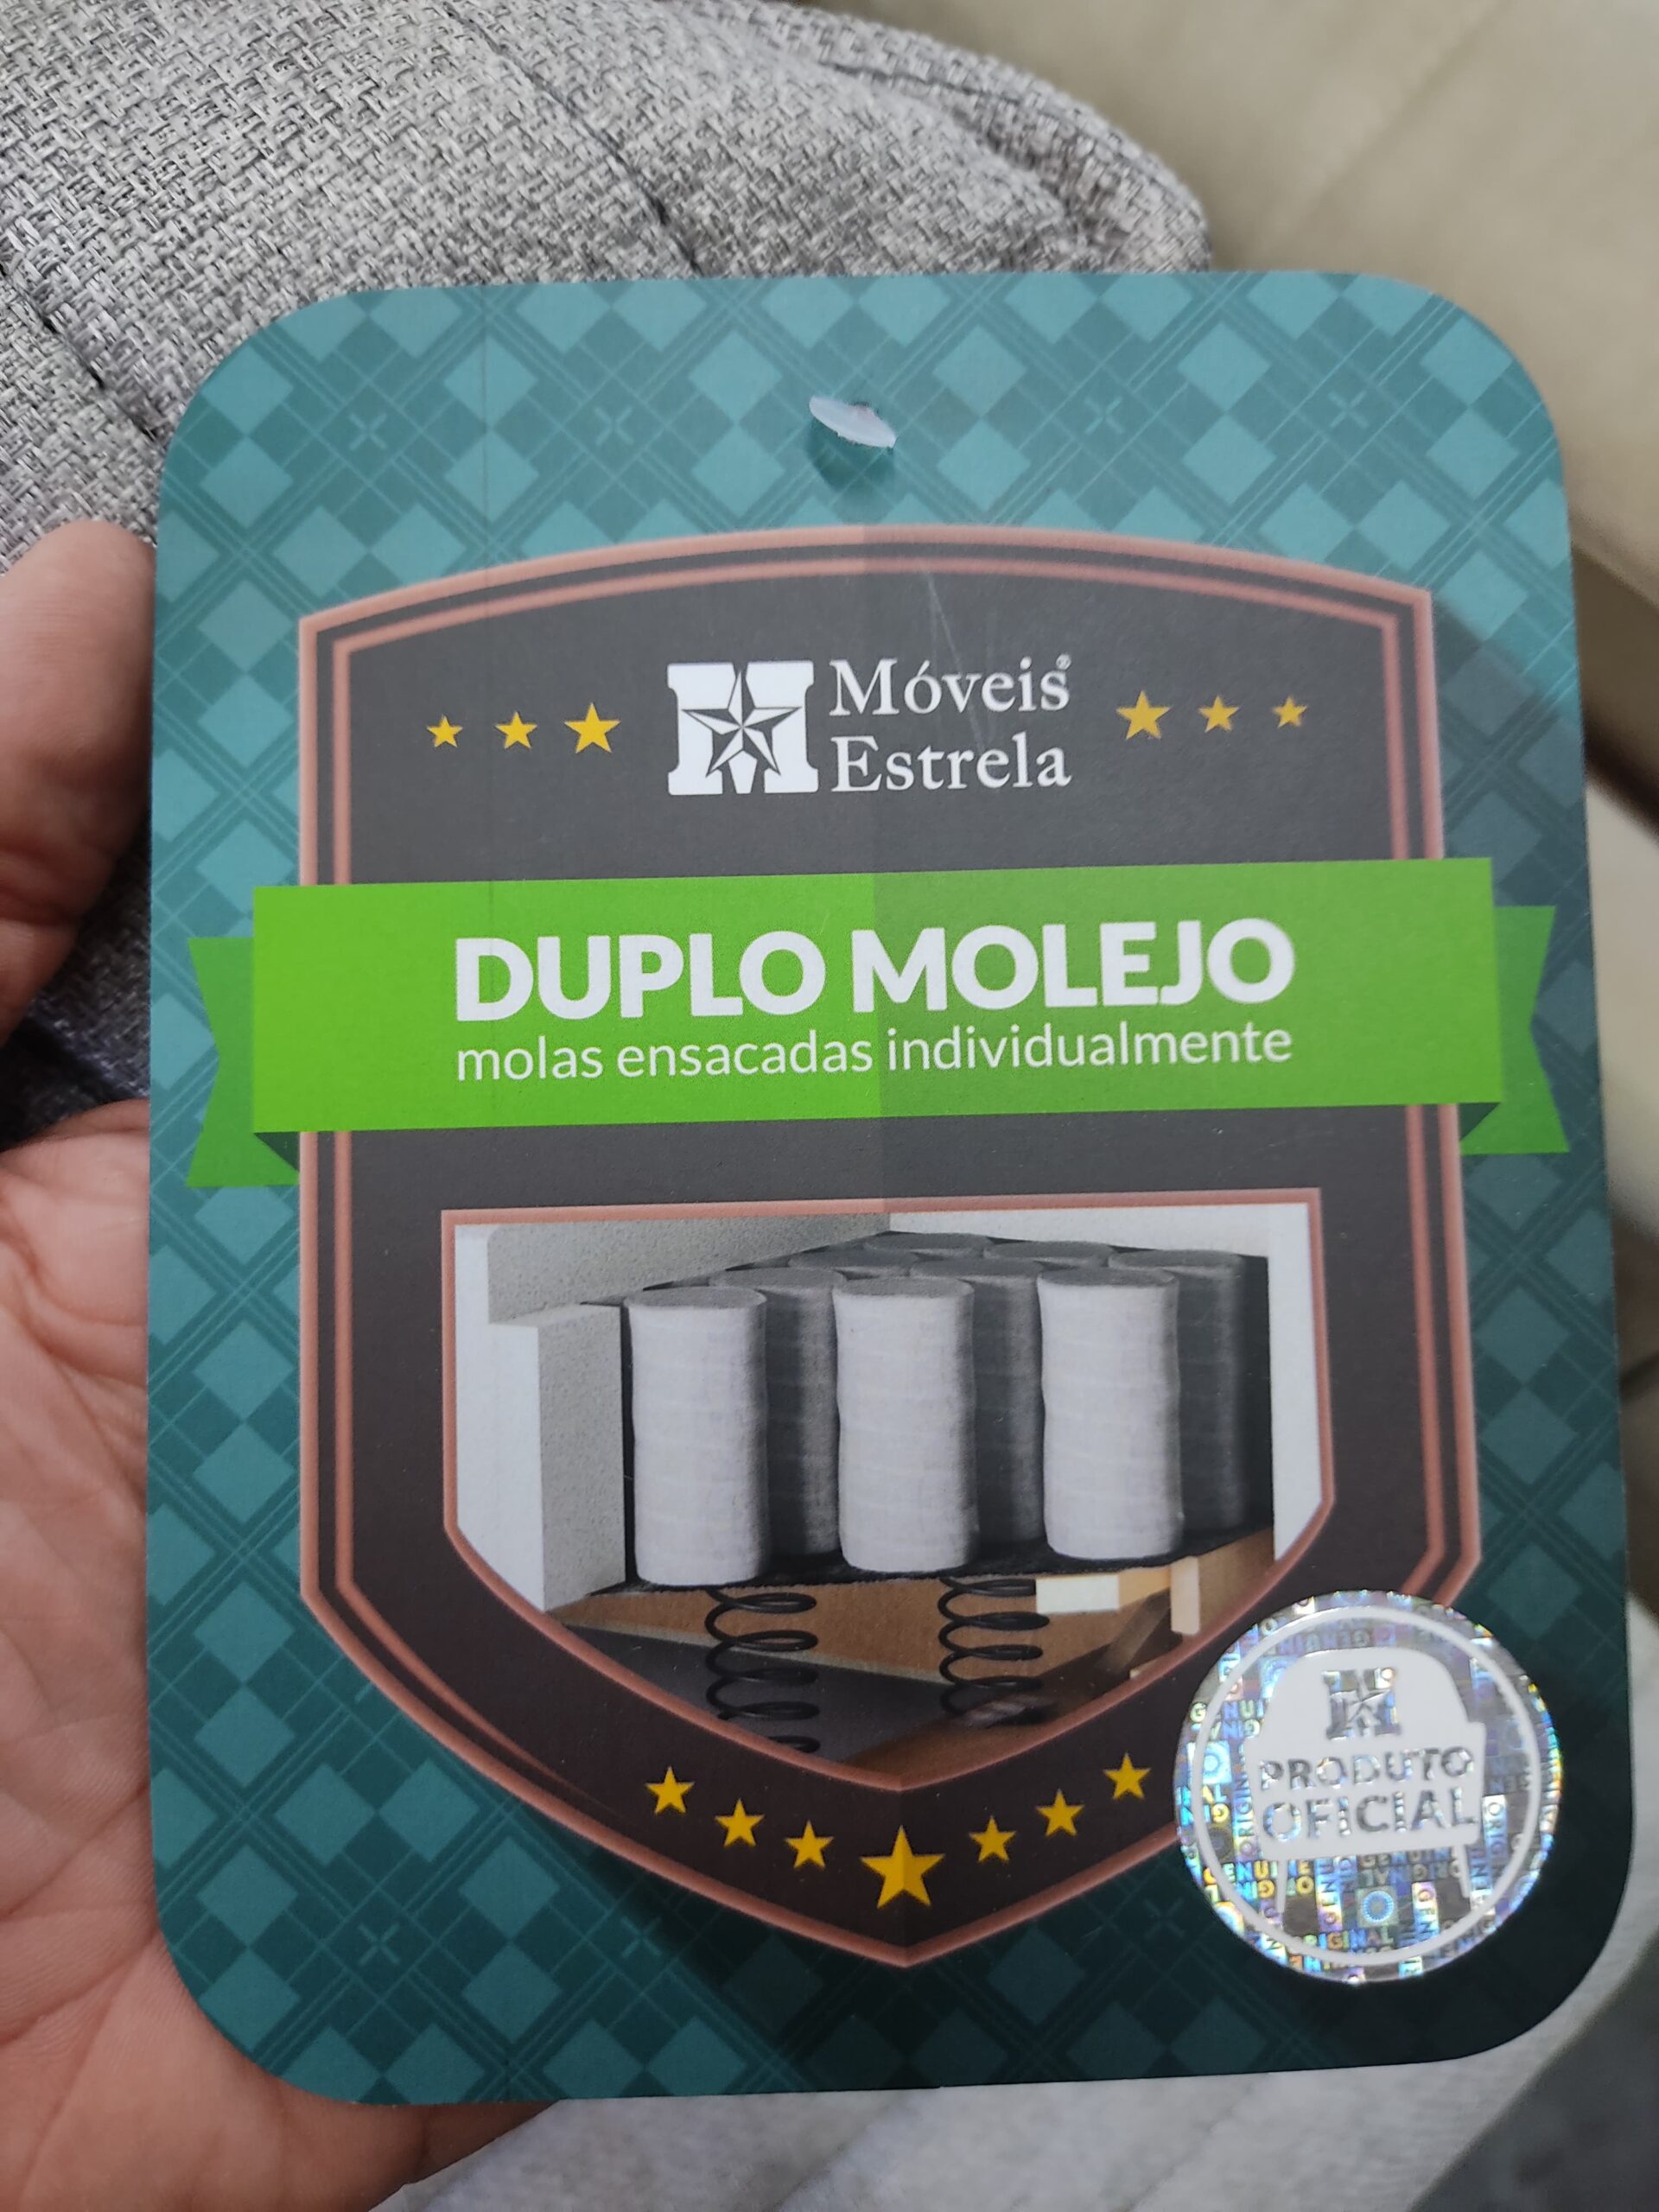 Móveis®
Estrela
DUPLO MOLEJO
molas ensacadas individualmente
PRODUTO
OFICIAL